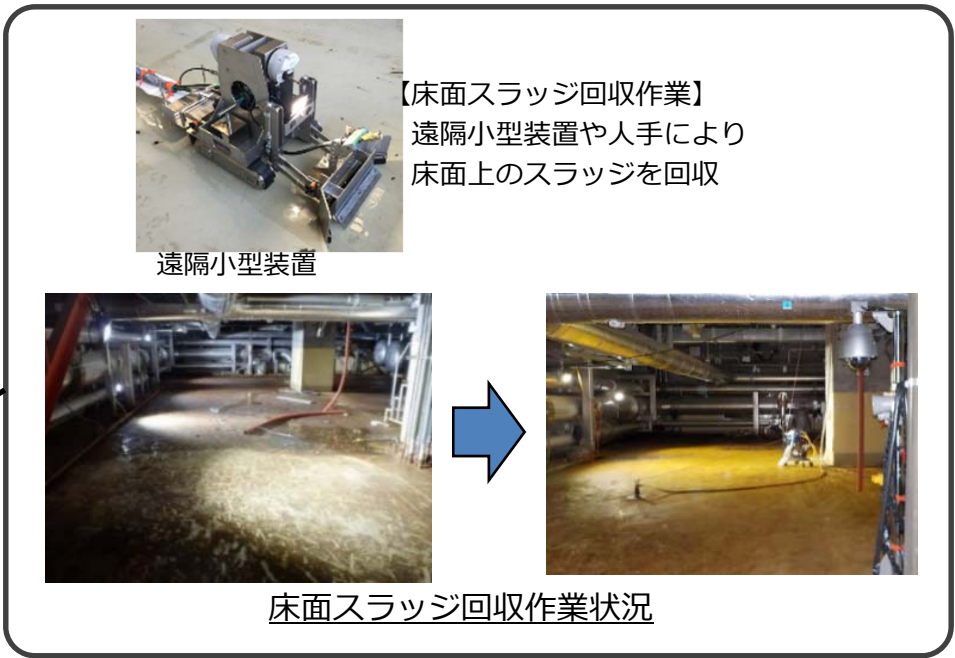 【床面スラッジ回収作業】
遠隔小型装置や人手により
床面上のスラッジを回収
遠隔小型装置
床面スラッジ回収作業状況